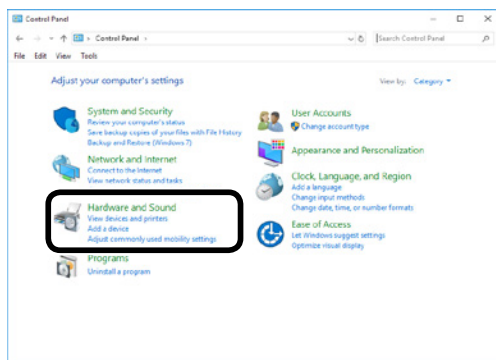 Control Panel
Control Panel
Search Control Panel
File Edit View Tools
Adjust your computer's settings
View by: Category
System and Security
Review your computer's status
Save backup copies of your files with File History
Backup and Restore (Windows 7)
Network and Internet
Connect to the Internet
View network status and tasks
Hardware and Sound
View devices and printers
Add a device
Adjust commonly used mobility settings
Programs
Uninstall a program
User Accounts
Change account type
Appearance and Personalization
Clock, Language, and Region
Add a language
Change input methods
Change date, time, or number formats
Ease of Access
Let Windows suggest settings
Optimize visual display